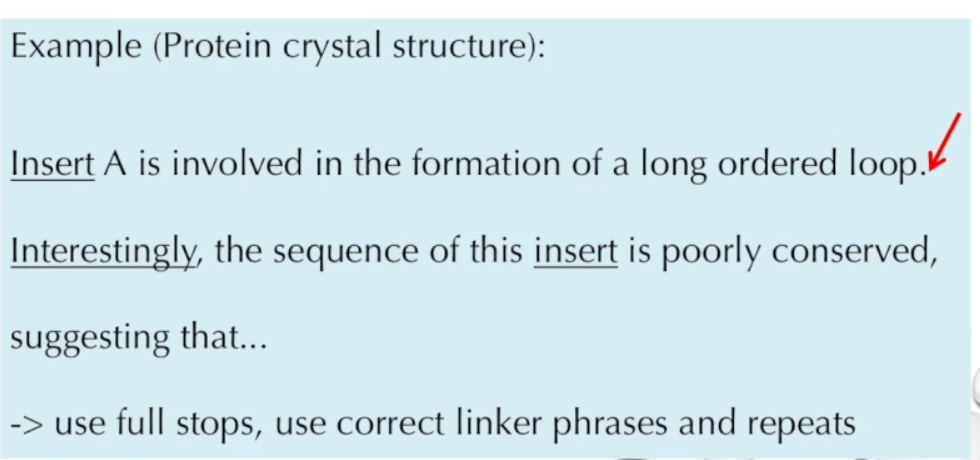 Example (Protein crystal structure):
Insert A is involved in the formation of a long ordered loop.
Interestingly, the sequence of this insert is poorly conserved,
suggesting that...
-> use full stops, use correct linker phrases and repeats